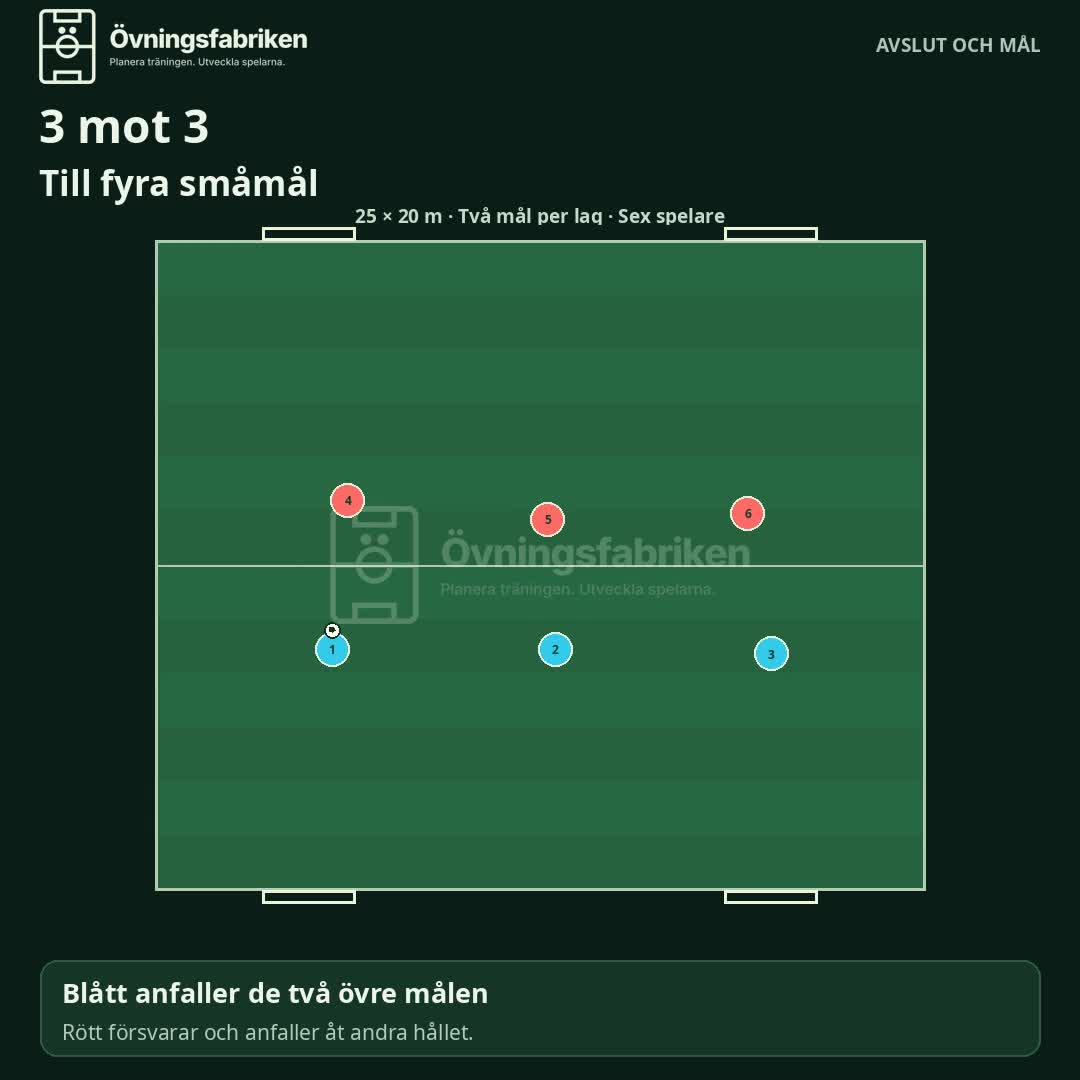 Övningsfabriken
Planera träningen. Utveckla spelarna.
AVSLUT OCH MÅL
3 mot 3
Till fyra småmål
25 × 20 m · Två mål per lag · Sex spelare
4
5
6
Övningsfabriken
Planera träningen. Utveckla spelarna.
1
2
3
Blått anfaller de två övre målen
Rött försvarar och anfaller åt andra hållet.